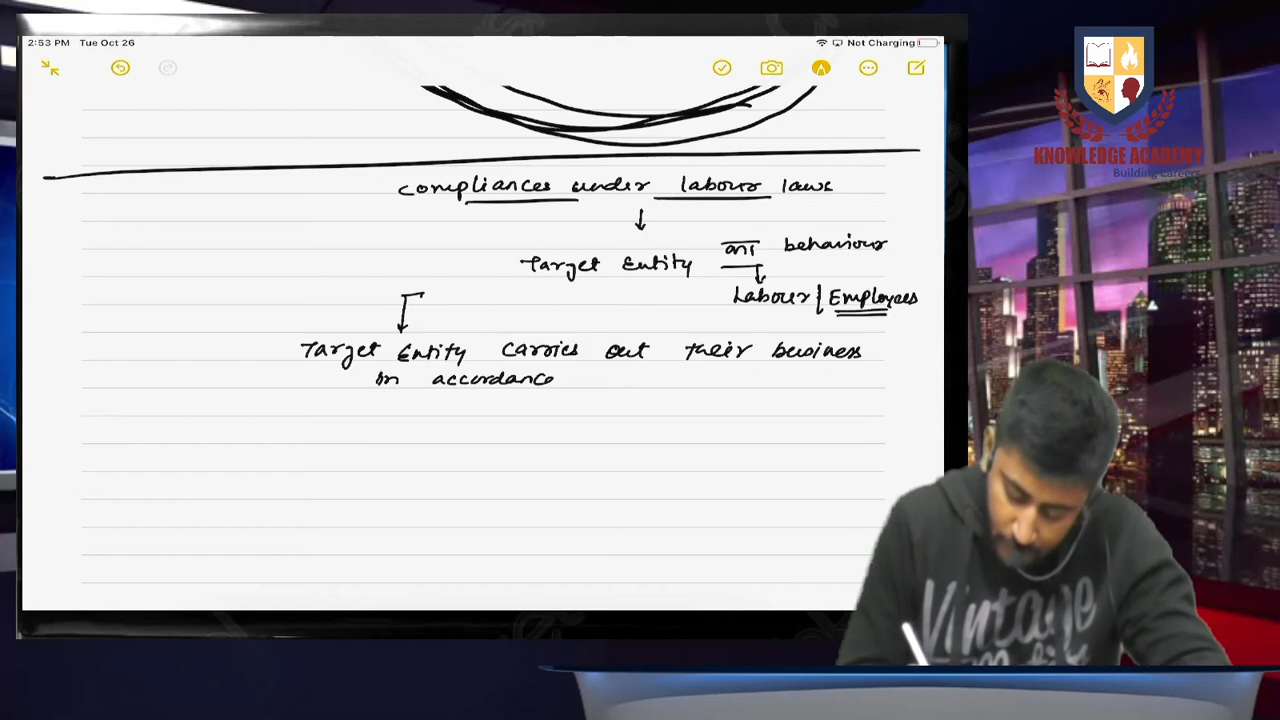 2:53 PM Tue Oct 26
Not Charging
KNOWLEDGE ACADEMY
Building Careers
compliances under labour laws
Target Entity behaviour
Labour | Employees
Target Entity carries out their business
in accordance
Vintage